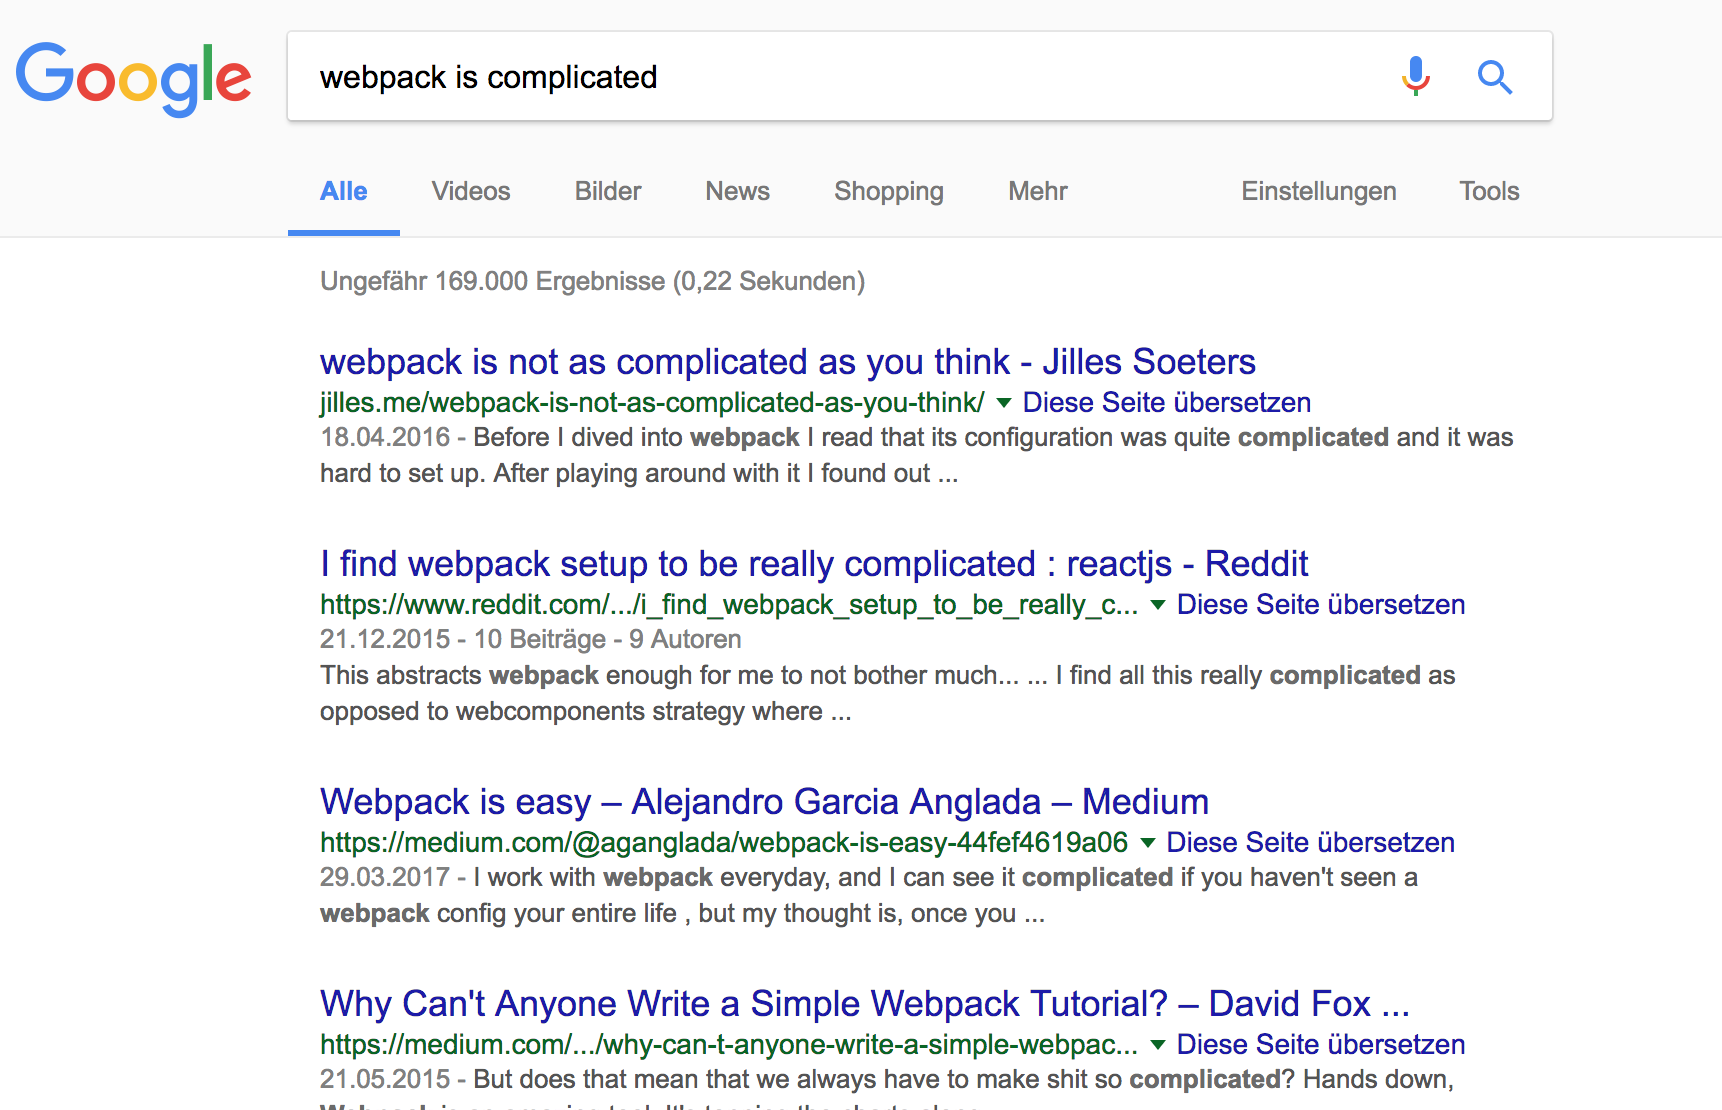 Google
webpack is complicated
Alle Videos Bilder News Shopping Mehr Einstellungen Tools
Ungefähr 169.000 Ergebnisse (0,22 Sekunden)
webpack is not as complicated as you think - Jilles Soeters
jilles.me/webpack-is-not-as-complicated-as-you-think/ Diese Seite übersetzen
18.04.2016 - Before I dived into webpack I read that its configuration was quite complicated and it was
hard to set up. After playing around with it I found out ...
I find webpack setup to be really complicated : reactjs - Reddit
https://www.reddit.com/.../i_find_webpack_setup_to_be_really_c... Diese Seite übersetzen
21.12.2015 - 10 Beiträge - 9 Autoren
This abstracts webpack enough for me to not bother much... ... I find all this really complicated as
opposed to webcomponents strategy where ...
Webpack is easy – Alejandro Garcia Anglada – Medium
https://medium.com/@aganglada/webpack-is-easy-44fef4619a06 Diese Seite übersetzen
29.03.2017 - I work with webpack everyday, and I can see it complicated if you haven't seen a
webpack config your entire life , but my thought is, once you ...
Why Can't Anyone Write a Simple Webpack Tutorial? – David Fox ...
https://medium.com/.../why-can-t-anyone-write-a-simple-webpac... Diese Seite übersetzen
21.05.2015 - But does that mean that we always have to make shit so complicated? Hands down,